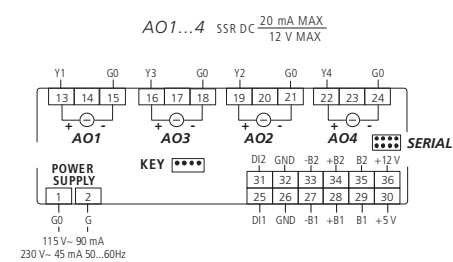 AO1...4 SSR DC 20 mA MAX
12 V MAX
Y1 G0 Y3 G0 Y2 G0 Y4 G0
13 14 15 16 17 18 19 20 21 22 23 24
+ - + - + - + -
AO1 AO3 AO2 AO4 SERIAL
KEY DI2 GND -B2 +B2 B2 +12 V
POWER
SUPPLY
31 32 33 34 35 36
1 2 25 26 27 28 29 30
G0 G DI1 GND -B1 +B1 B1 +5 V
115 V~ 90 mA
230 V~ 45 mA 50...60Hz